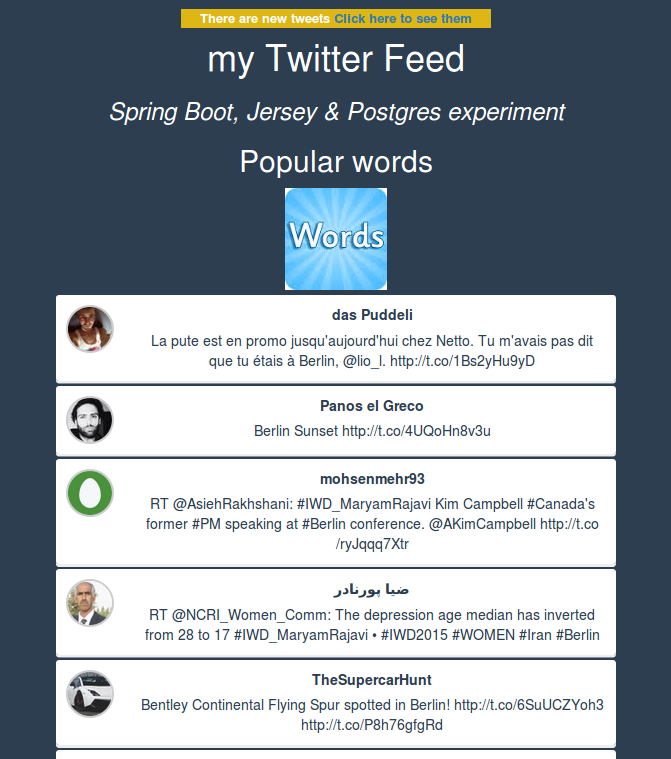 There are new tweets Click here to see them
my Twitter Feed
Spring Boot, Jersey & Postgres experiment
Popular words
Words
das Puddeli
La pute est en promo jusqu'aujourd'hui chez Netto. Tu m'avais pas dit
que tu étais à Berlin, @lio_l. http://t.co/1Bs2yHu9yD
Panos el Greco
Berlin Sunset http://t.co/4UQoHn8v3u
mohsenmehr93
RT @AsiehRakhshani: #IWD_MaryamRajavi Kim Campbell #Canada's
former #PM speaking at #Berlin conference. @AKimCampbell http://t.co
/ryJqqq7Xtr
ضیا پورنادر
RT @NCRI_Women_Comm: The depression age median has inverted
from 28 to 17 #IWD_MaryamRajavi • #IWD2015 #WOMEN #Iran #Berlin
TheSupercarHunt
Bentley Continental Flying Spur spotted in Berlin! http://t.co/6SuUCZYoh3
http://t.co/P8h76gfgRd